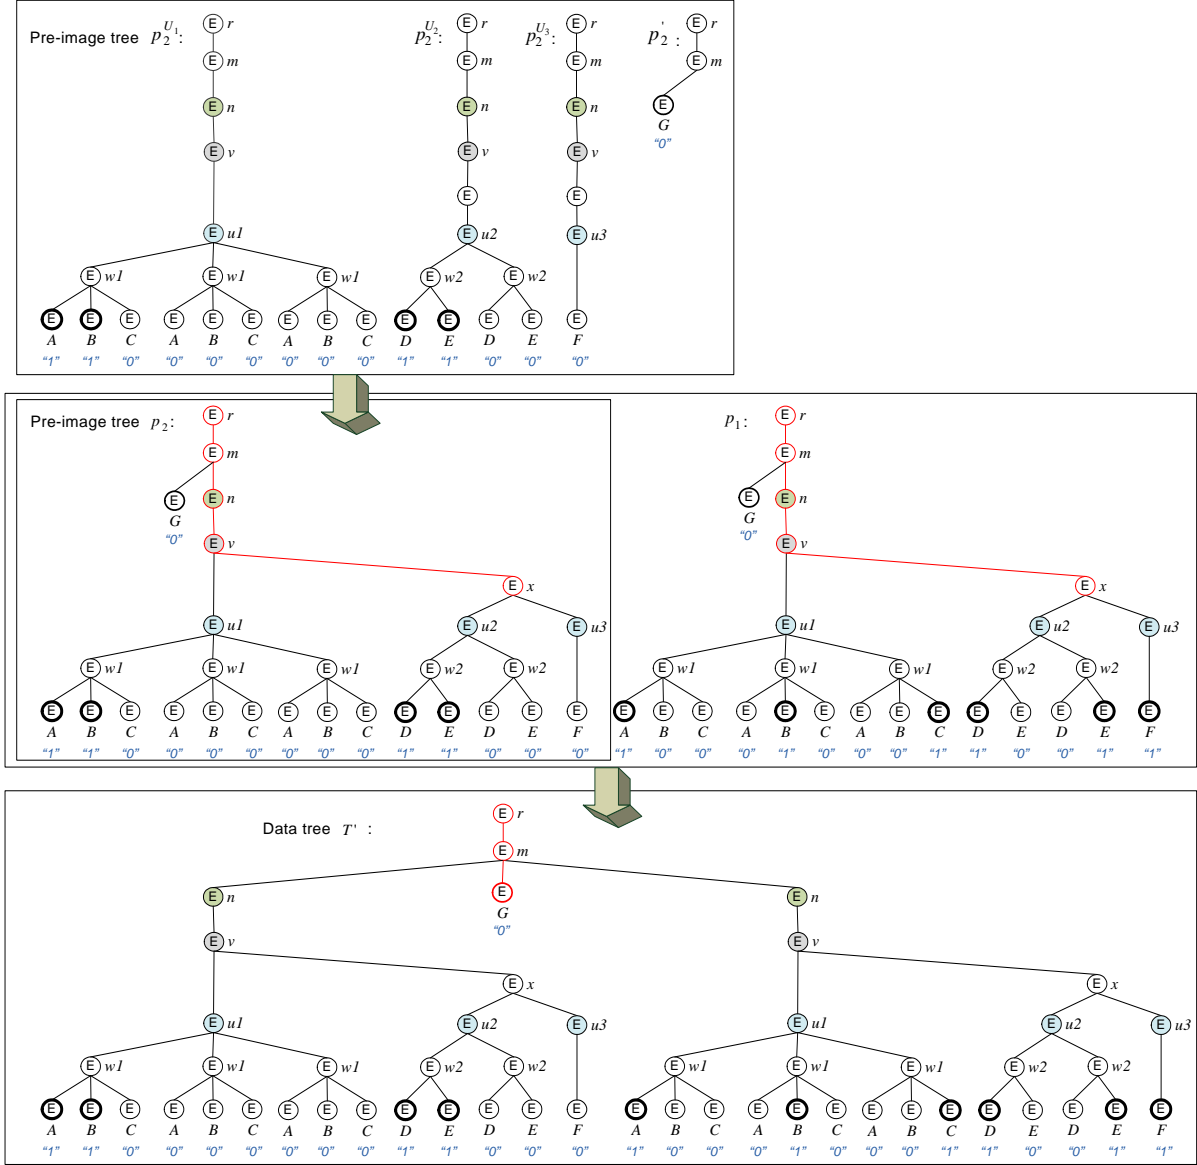 Pre-image tree p₂^U₁: E r p₂^U₂: E r p₂^U₃: E r p₂' : E r
E m E m E m E m
E n E n E n E
G
“0”
E v E v E v
E E
E u1 E u2 E u3
E w1 E w1 E w1 E w2 E w2
E E E E E E E E E E E E E E
A B C A B C A B C D E D E F
“1” “1” “0” “0” “0” “0” “0” “0” “0” “1” “1” “0” “0” “0”
Pre-image tree p₂: E r p₁: E r
E m E m
E E n E E n
G G
“0” “0”
E v E v
E x E x
E u1 E u2 E u3 E u1 E u2 E u3
E w1 E w1 E w1 E w2 E w2 E w1 E w1 E w1 E w2 E w2
E E E E E E E E E E E E E E E E E E E E E E E E E E E E
A B C A B C A B C D E D E F A B C A B C A B C D E D E F
“1” “1” “0” “0” “0” “0” “0” “0” “0” “1” “1” “0” “0” “0” “1” “0” “0” “0” “1” “0” “0” “0” “1” “1” “0” “0” “1” “1”
Data tree T' : E r
E m
E n E E n
G
“0”
E v E v
E x E x
E u1 E u2 E u3 E u1 E u2 E u3
E w1 E w1 E w1 E w2 E w2 E w1 E w1 E w1 E w2 E w2
E E E E E E E E E E E E E E E E E E E E E E E E E E E E
A B C A B C A B C D E D E F A B C A B C A B C D E D E F
“1” “1” “0” “0” “0” “0” “0” “0” “0” “1” “1” “0” “0” “0” “1” “0” “0” “0” “1” “0” “0” “0” “1” “1” “0” “0” “1” “1”